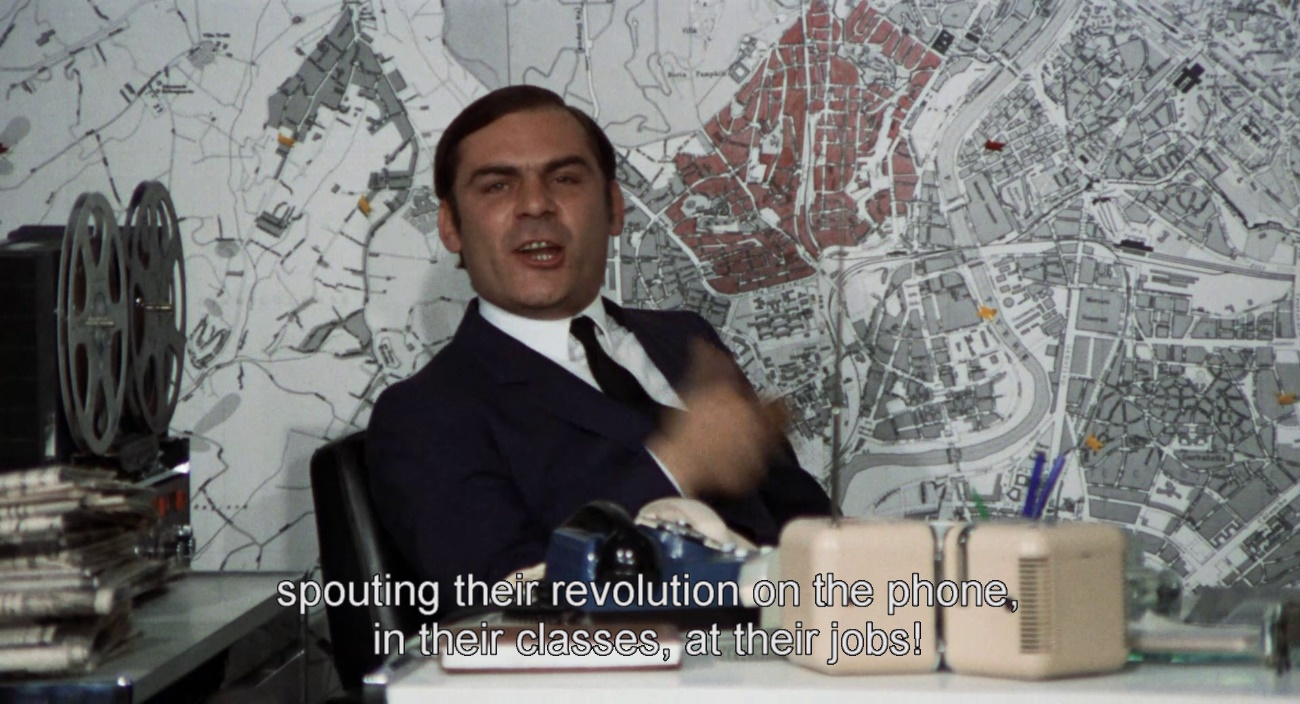 spouting their revolution on the phone,
in their classes, at their jobs!